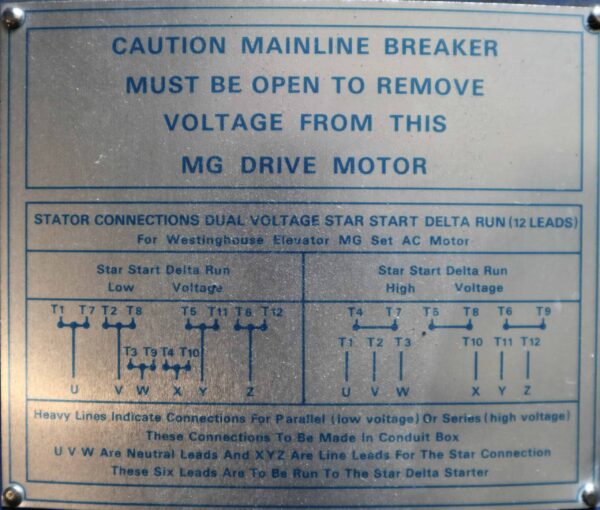 CAUTION MAINLINE BREAKER
MUST BE OPEN TO REMOVE
VOLTAGE FROM THIS
MG DRIVE MOTOR
STATOR CONNECTIONS DUAL VOLTAGE STAR START DELTA RUN (12 LEADS)
For Westinghouse Elevator MG Set AC Motor
Star Start Delta Run
Low Voltage
T1 T7 T2 T8 T5 T11 T6 T12
T3 T9 T4 T10
U V W X Y Z
Star Start Delta Run
High Voltage
T4 T7 T5 T8 T6 T9
T1 T2 T3 T10 T11 T12
U V W X Y Z
Heavy Lines Indicate Connections For Parallel (low voltage) Or Series (high voltage)
These Connections To Be Made In Conduit Box
U V W Are Neutral Leads And XYZ Are Line Leads For The Star Connection
These Six Leads Are To Be Run To The Star Delta Starter